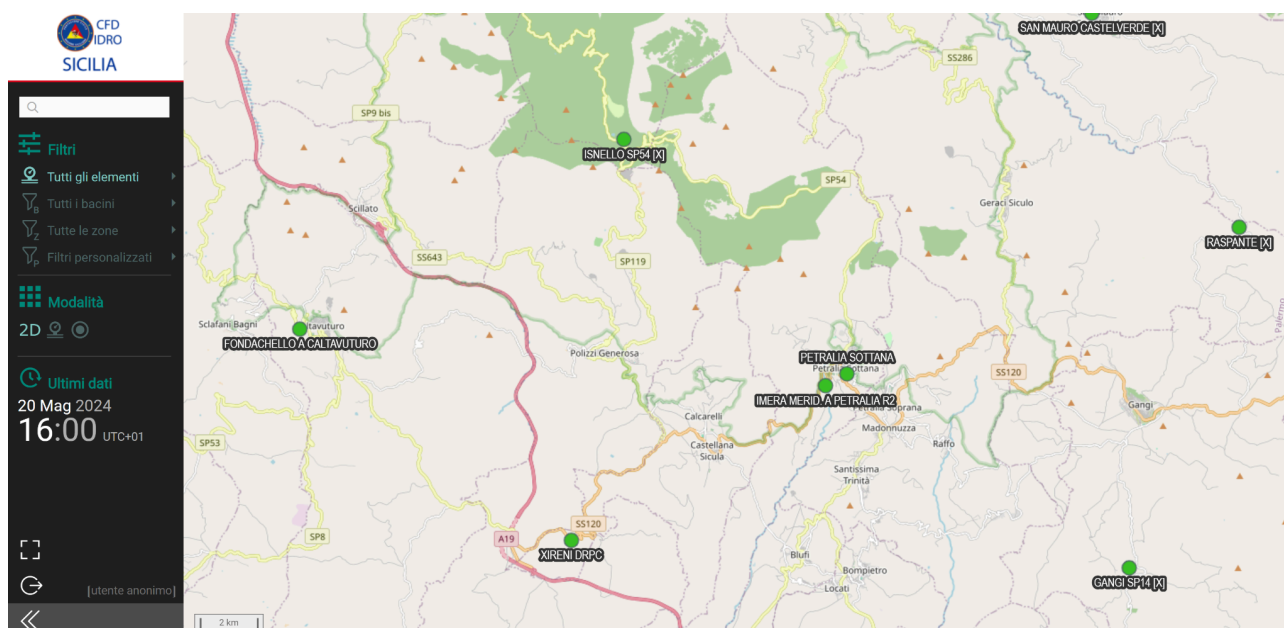 CFD
IDRO
SICILIA
Filtri
Tutti gli elementi
Tutti i bacini
Tutte le zone
Filtri personalizzati
Modalità
2D
Ultimi dati
20 Mag 2024
16:00 UTC+01
[utente anonimo]
SAN MAURO CASTELVERDE [X]
SS286
SP9 bis
ISNELLO SP54 [X]
SP54
Scillato
Geraci Siculo
RASPANTE [X]
SS643
SP119
Palermo
Sclafani Bagni
Caltavuturo
FONDACHELLO A CALTAVUTURO
Polizzi Generosa
PETRALIA SOTTANA
Petralia Sottana
SS120
IMERA MERID. A PETRALIA R2
Petralia Soprana
Gangi
Calcarelli
Madonnuzza
SP53
Castellana
Sicula
Raffo
Santissima
Trinità
SS120
SP8
A19
XIRENI DRPC
Blufi
Bompietro
Locati
GANGI SP14 [X]
2 km